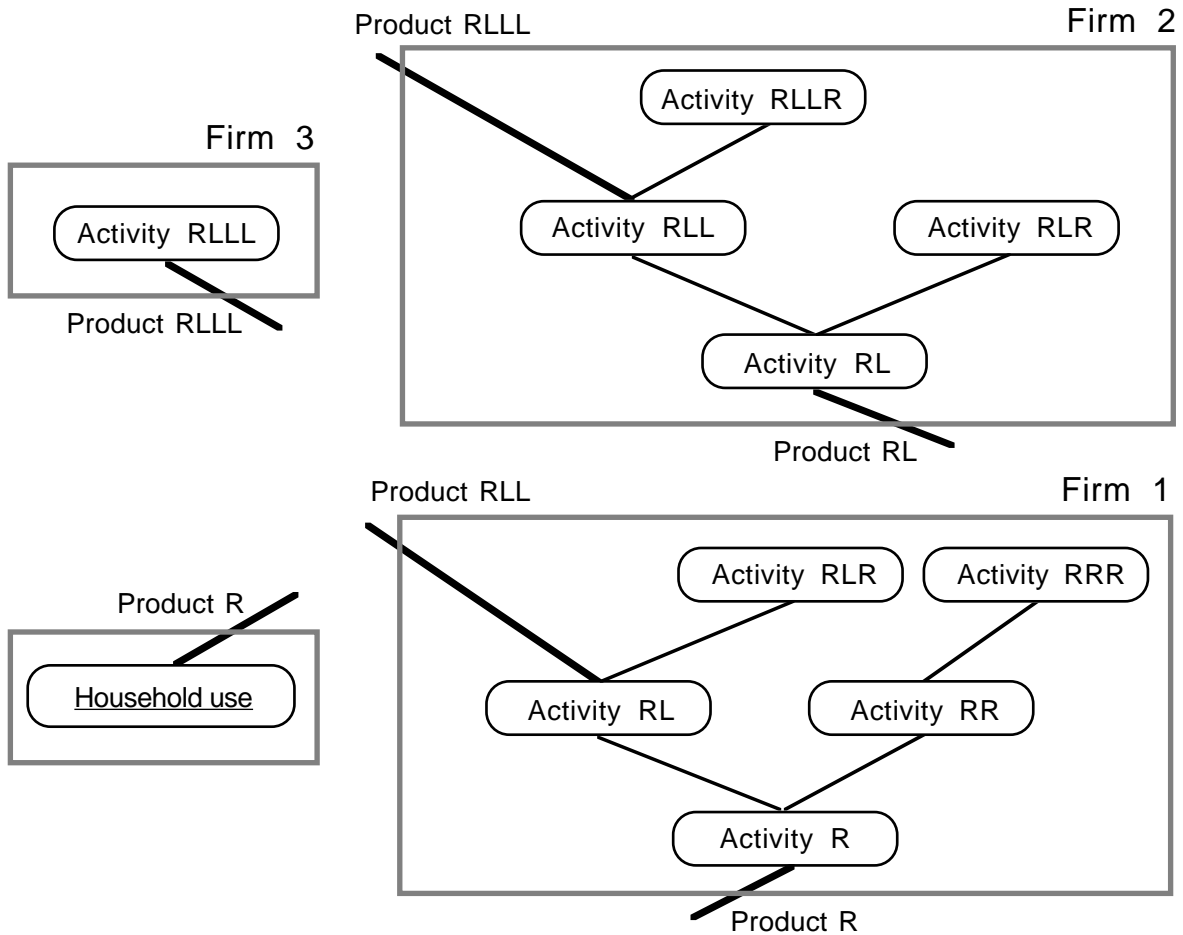 Product RLLL
Firm 2
Activity RLLR
Firm 3
Activity RLLL
Activity RLL
Activity RLR
Product RLLL
Activity RL
Product RL
Product RLL
Firm 1
Activity RLR
Activity RRR
Product R
Household use
Activity RL
Activity RR
Activity R
Product R